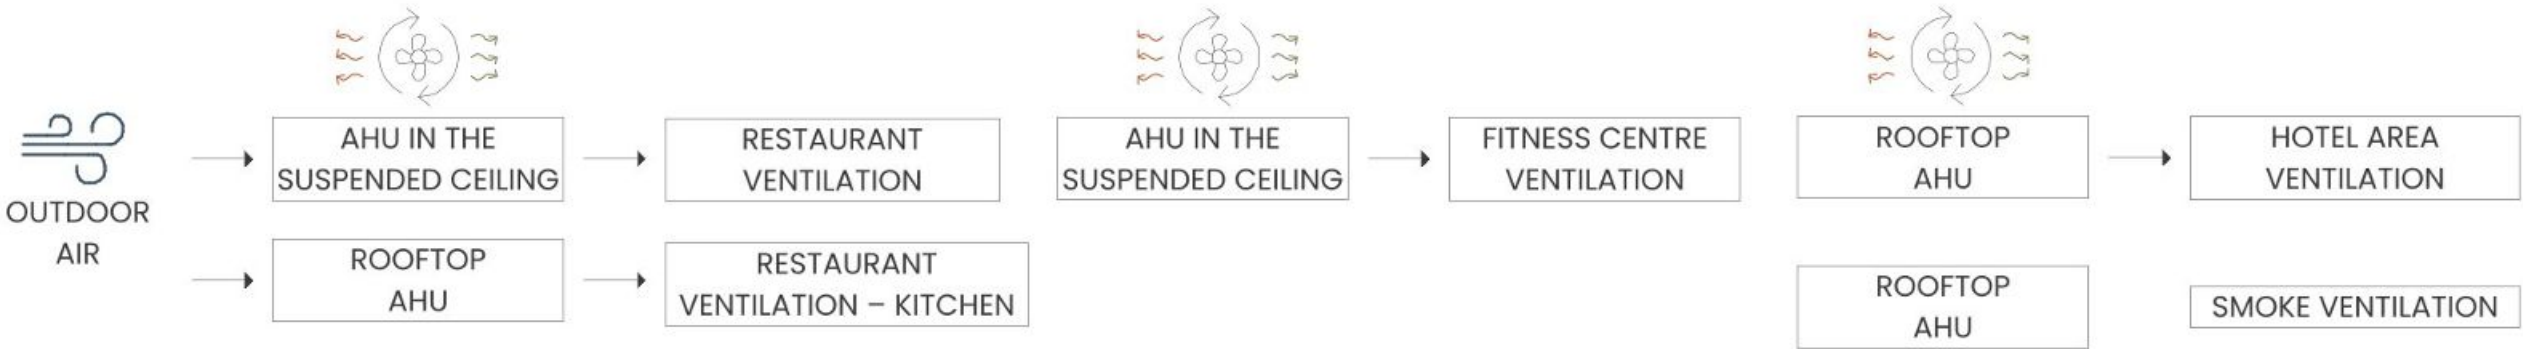 OUTDOOR
AIR
AHU IN THE
SUSPENDED CEILING
RESTAURANT
VENTILATION
ROOFTOP
AHU
RESTAURANT
VENTILATION – KITCHEN
AHU IN THE
SUSPENDED CEILING
FITNESS CENTRE
VENTILATION
ROOFTOP
AHU
HOTEL AREA
VENTILATION
ROOFTOP
AHU
SMOKE VENTILATION